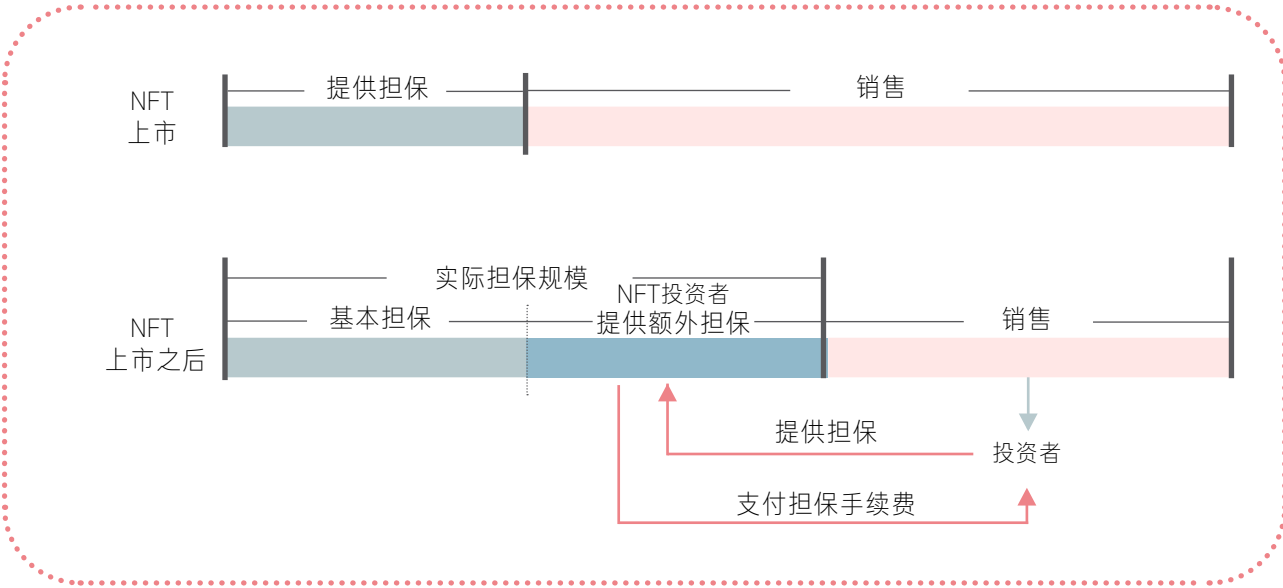 提供担保
销售
NFT
上市
实际担保规模
NFT投资者
提供额外担保
基本担保
销售
NFT
上市之后
提供担保
投资者
支付担保手续费